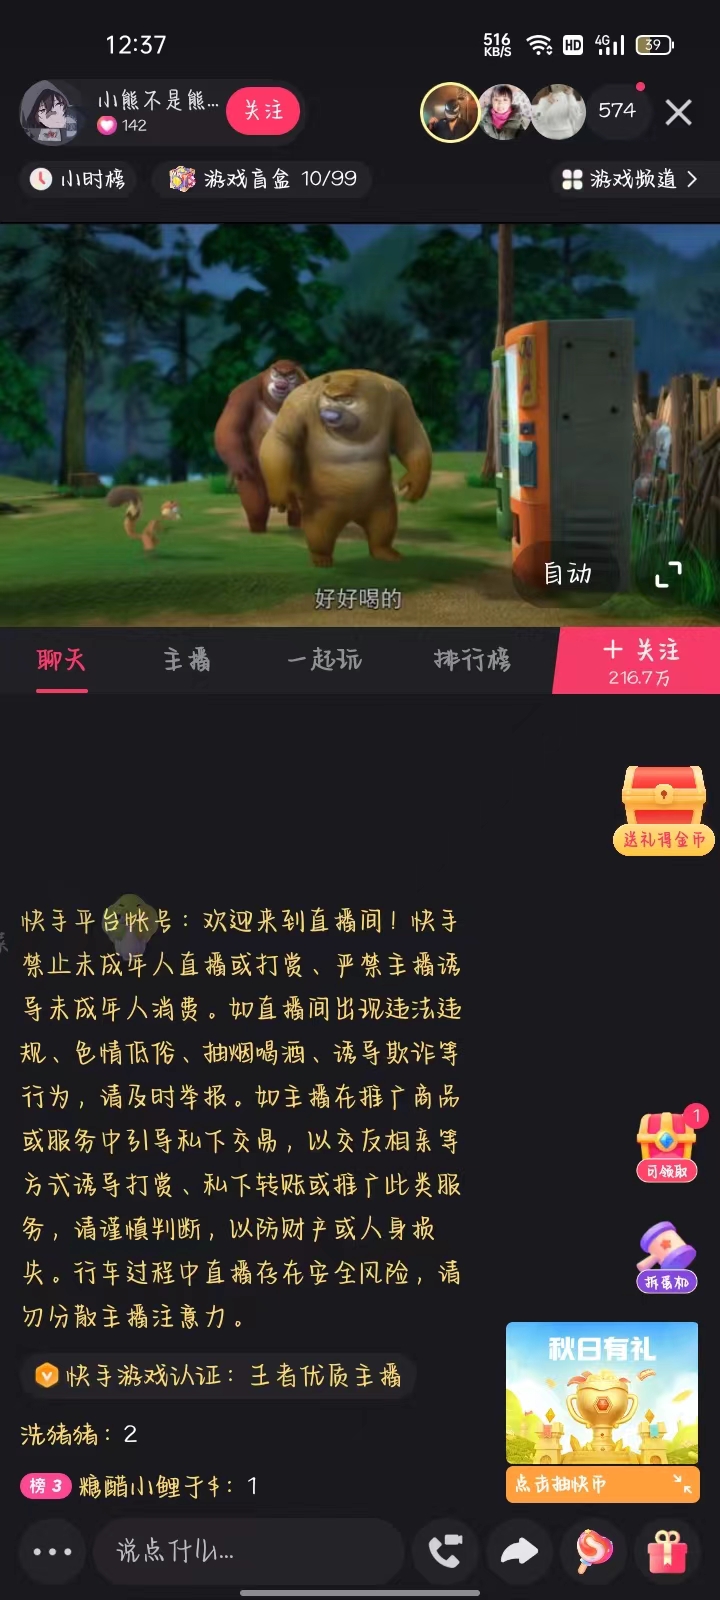 12:37
516 KB/S HD 4G 39
小熊不是熊...
142
关注
574
小时榜
游戏盲盒 10/99
游戏频道
自动
好好喝的
聊天 主播 一起玩 排行榜
+ 关注
216.7万
送礼得金币
快手平台帐号：欢迎来到直播间！快手
禁止未成年人直播或打赏、严禁主播诱
导未成年人消费。如直播间出现违法违
规、色情低俗、抽烟喝酒、诱导欺诈等
行为，请及时举报。如主播在推广商品
或服务中引导私下交易，以交友相亲等
方式诱导打赏、私下转账或推广此类服
务，请谨慎判断，以防财产或人身损
失。行车过程中直播存在安全风险，请
勿分散主播注意力。
1
可领取
拆蛋机
秋日有礼
点击抽快币
快手游戏认证：王者优质主播
洗猪猪：2
榜 3 糖醋小鲤于$：1
说点什么...